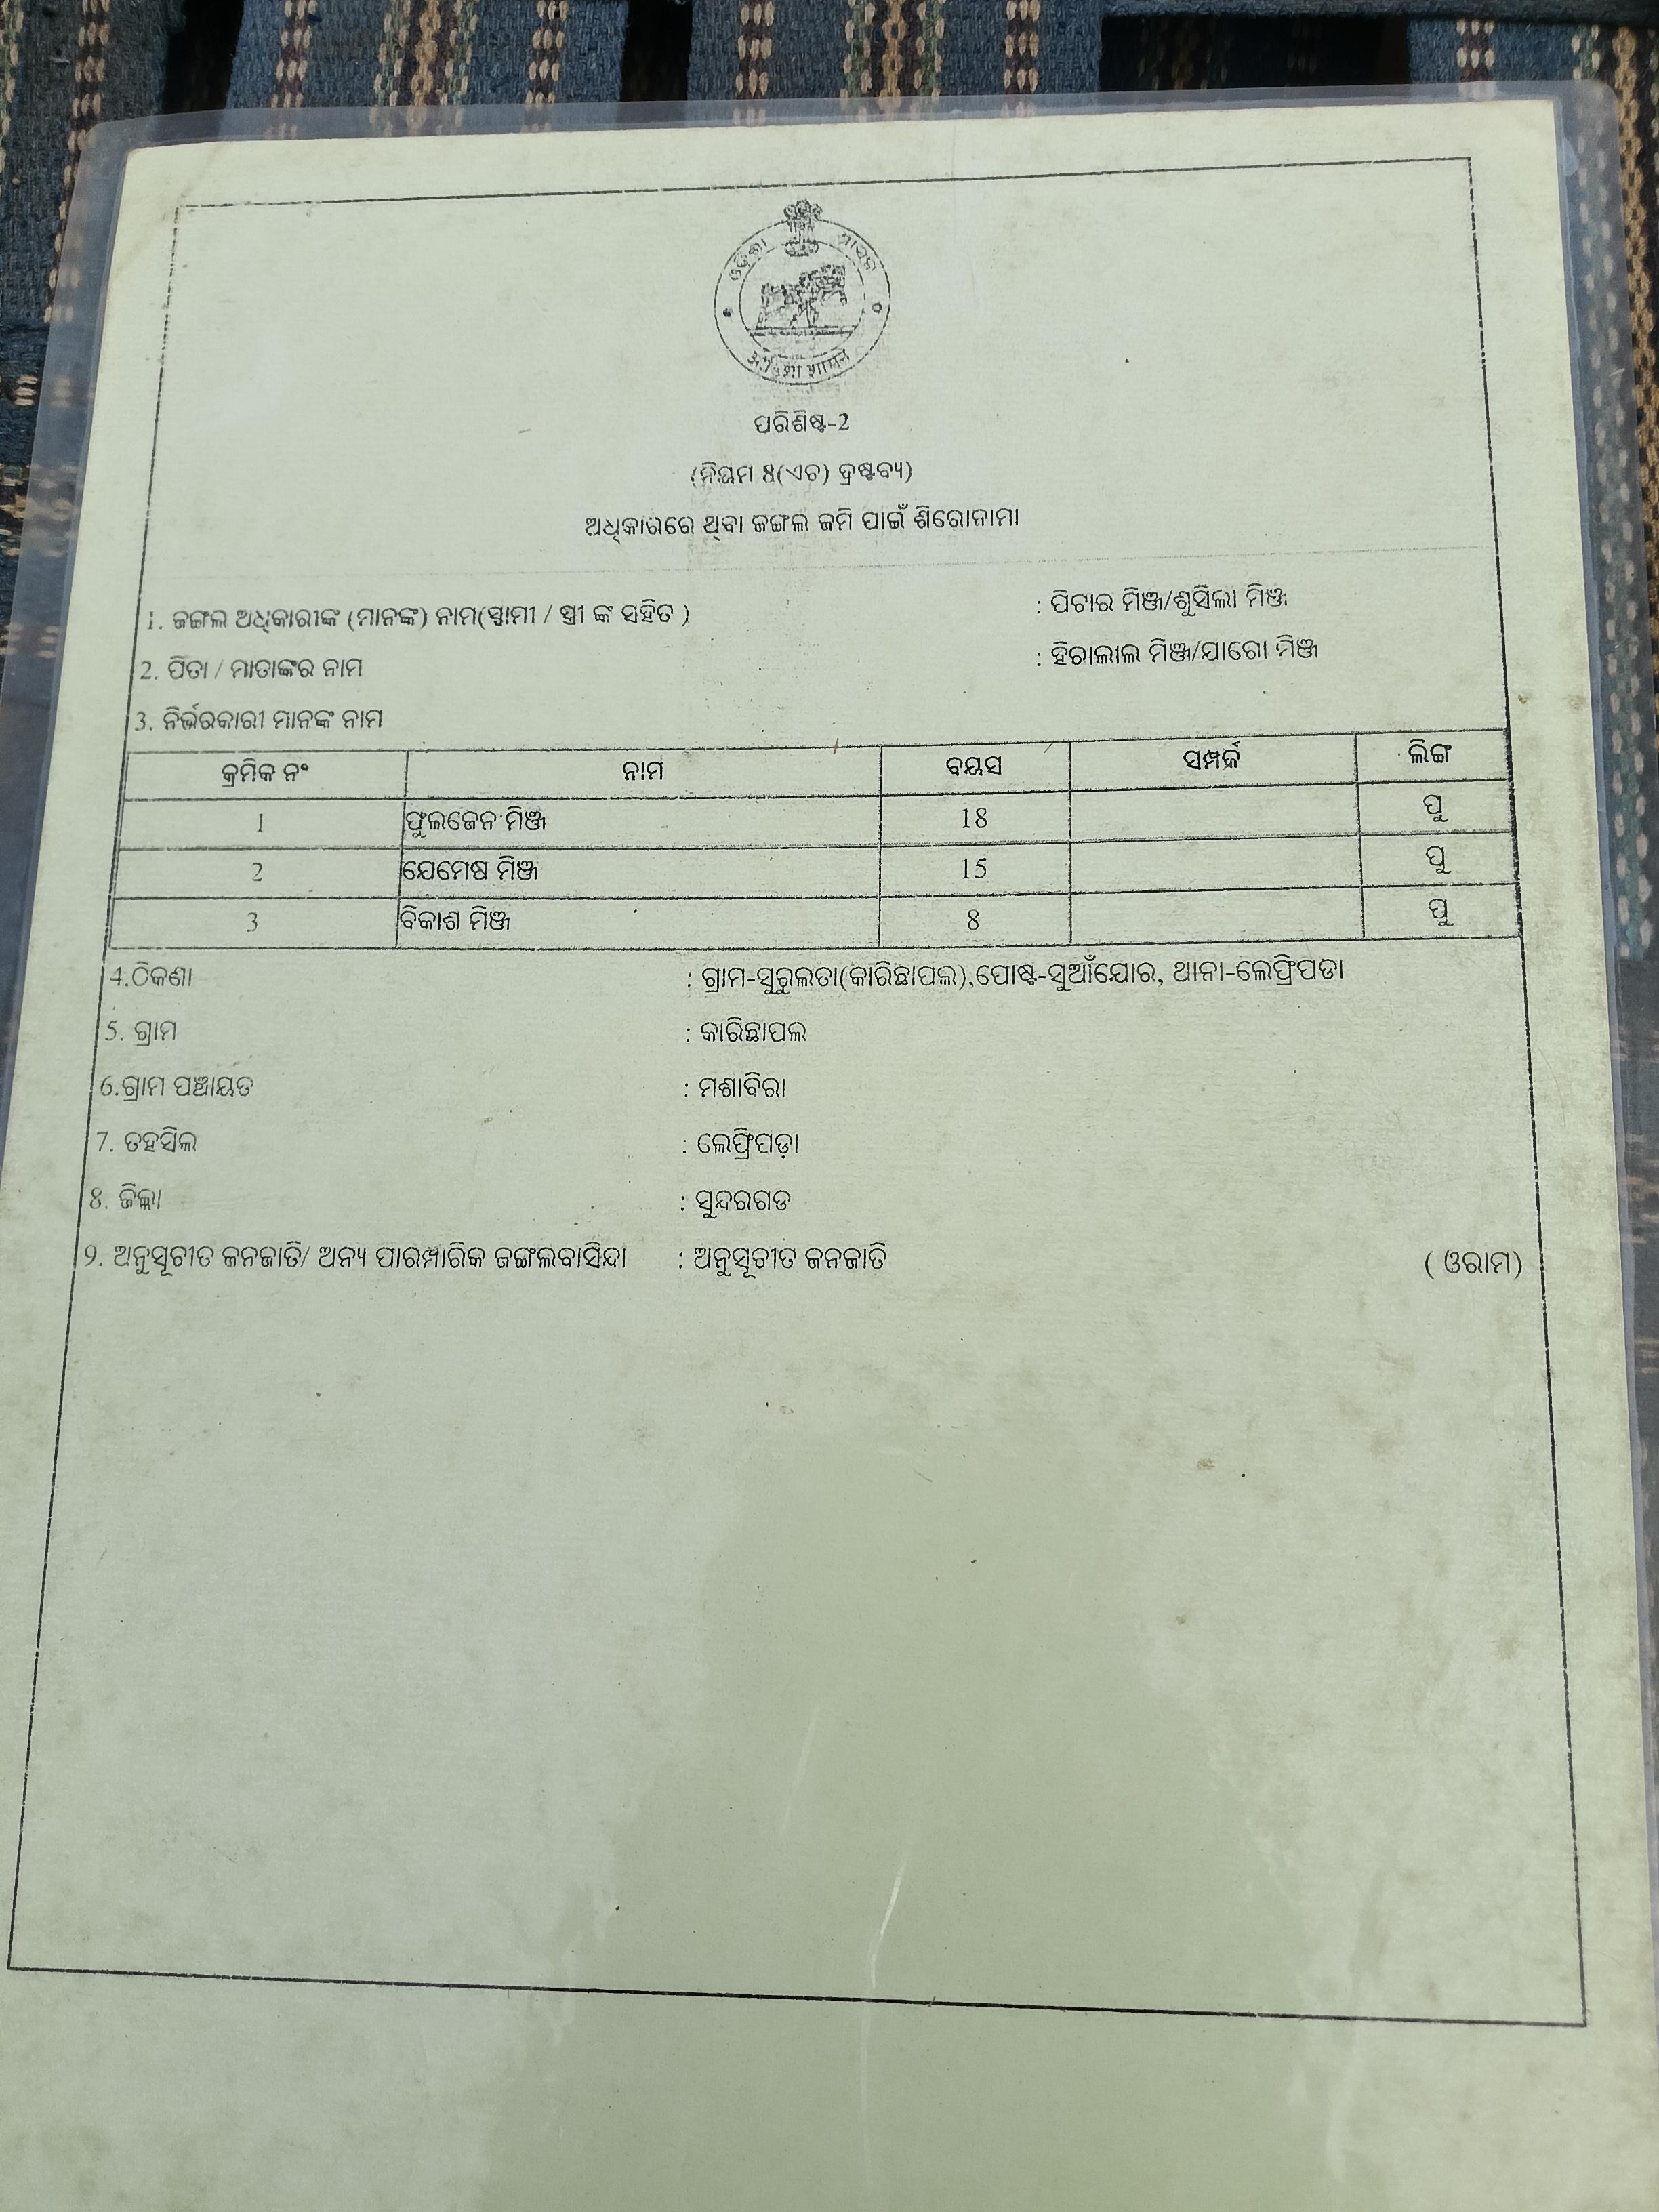 ଓଡ଼ିଶା ଶାସନ
ପରିଶିଷ୍ଟ-2
(ନିୟମ 8(ଏଚ) ଦ୍ରଷ୍ଟବ୍ୟ)
ଅଧିକାରରେ ଥିବା ଜଙ୍ଗଲ ଜମି ପାଇଁ ଶିରୋନାମା
1. ଜଙ୍ଗଲ ଅଧିକାରୀଙ୍କ (ମାନଙ୍କ) ନାମ(ସ୍ୱାମୀ / ସ୍ତ୍ରୀ ଙ୍କ ସହିତ ) : ପିଟାର ମିଞ୍ଜ/ଶୁସିଲା ମିଞ୍ଜ
2. ପିତା / ମାତାଙ୍କର ନାମ : ହିରାଲାଲ ମିଞ୍ଜ/ଯାରୋ ମିଞ୍ଜ
3. ନିର୍ଭରକାରୀ ମାନଙ୍କ ନାମ
କ୍ରମିକ ନଂ ନାମ ବୟସ ସମ୍ପର୍କ ଲିଙ୍ଗ
1 ଫୁଲଜେନ ମିଞ୍ଜ 18 ପୁ
2 ଯେମେଷ ମିଞ୍ଜ 15 ପୁ
3 ବିକାଶ ମିଞ୍ଜ 8 ପୁ
4.ଠିକଣା : ଗ୍ରାମ-ସୁରୁଲତା(କାରିଛାପଲ),ପୋଷ୍ଟ-ସୁଆଁଯୋର, ଥାନା-ଲେଫ୍ରିପଡା
5. ଗ୍ରାମ : କାରିଛାପଲ
6.ଗ୍ରାମ ପଞ୍ଚାୟତ : ମଶାବିରା
7. ତହସିଲ : ଲେଫ୍ରିପଡ଼ା
8. ଜିଲ୍ଲା : ସୁନ୍ଦରଗଡ
9. ଅନୁସୂଚୀତ ଜନଜାତି/ ଅନ୍ୟ ପାରମ୍ପାରିକ ଜଙ୍ଗଲବାସିନ୍ଦା : ଅନୁସୂଚୀତ ଜନଜାତି ( ଓରାମ)